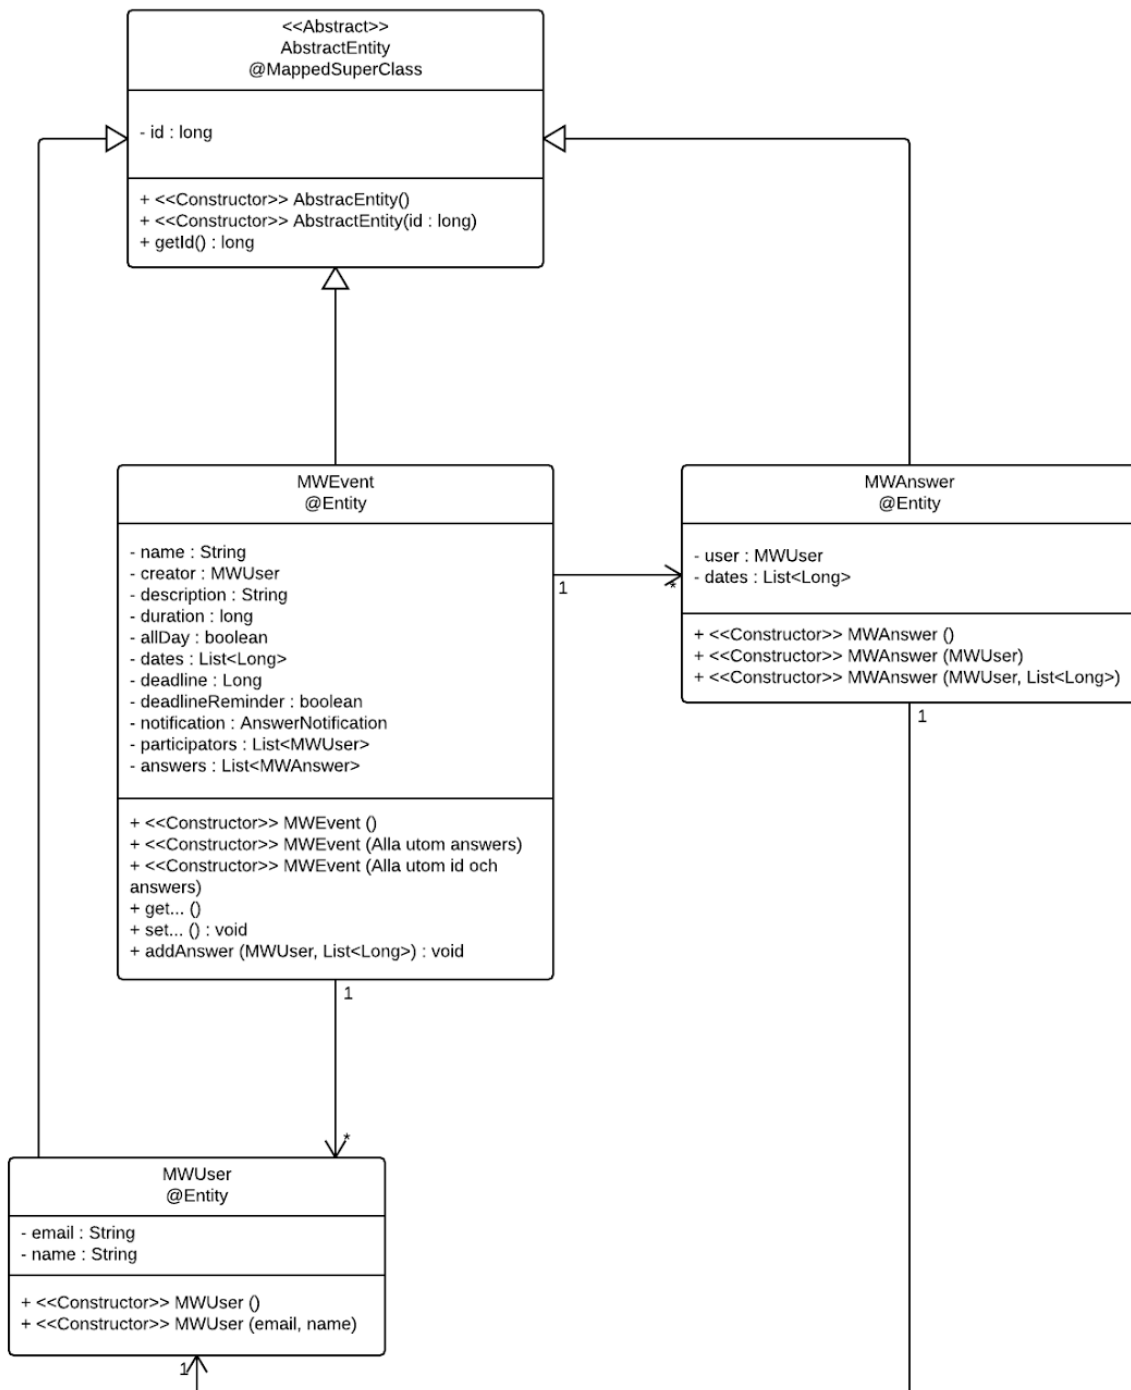 <<Abstract>>
AbstractEntity
@MappedSuperClass
- id : long
+ <<Constructor>> AbstracEntity()
+ <<Constructor>> AbstractEntity(id : long)
+ getId() : long
MWEvent
@Entity
- name : String
- creator : MWUser
- description : String
- duration : long
- allDay : boolean
- dates : List<Long>
- deadline : Long
- deadlineReminder : boolean
- notification : AnswerNotification
- participators : List<MWUser>
- answers : List<MWAnswer>
+ <<Constructor>> MWEvent ()
+ <<Constructor>> MWEvent (Alla utom answers)
+ <<Constructor>> MWEvent (Alla utom id och
answers)
+ get... ()
+ set... () : void
+ addAnswer (MWUser, List<Long>) : void
1
*
MWAnswer
@Entity
- user : MWUser
- dates : List<Long>
+ <<Constructor>> MWAnswer ()
+ <<Constructor>> MWAnswer (MWUser)
+ <<Constructor>> MWAnswer (MWUser, List<Long>)
1
1
*
MWUser
@Entity
- email : String
- name : String
+ <<Constructor>> MWUser ()
+ <<Constructor>> MWUser (email, name)
1